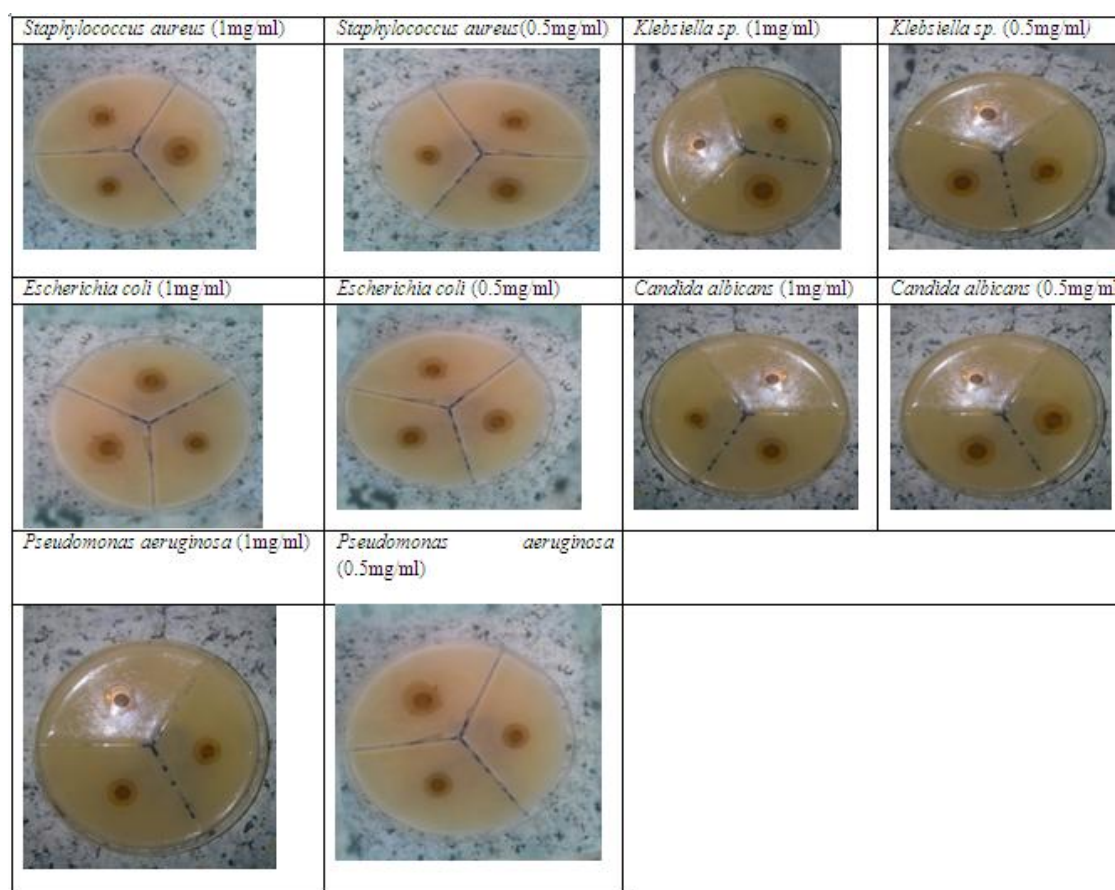 Staphylococcus aureus (1mg/ml)
Staphylococcus aureus(0.5mg/ml)
Klebsiella sp. (1mg/ml)
Klebsiella sp. (0.5mg/ml)
Escherichia coli (1mg/ml)
Escherichia coli (0.5mg/ml)
Candida albicans (1mg/ml)
Candida albicans (0.5mg/ml
Pseudomonas aeruginosa (1mg/ml)
Pseudomonas aeruginosa
(0.5mg/ml)